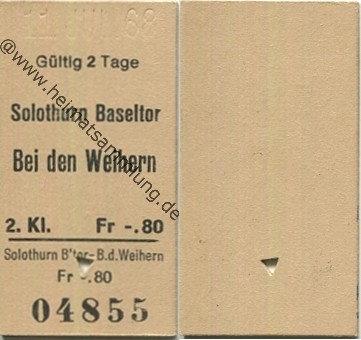 Gültig 2 Tage
Solothurn Baseltor
Bei den Weihern
2. Kl. Fr -.80
Solothurn B'tor-B.d.Weihern
Fr -.80
04855
@www.heimatsammlung.de